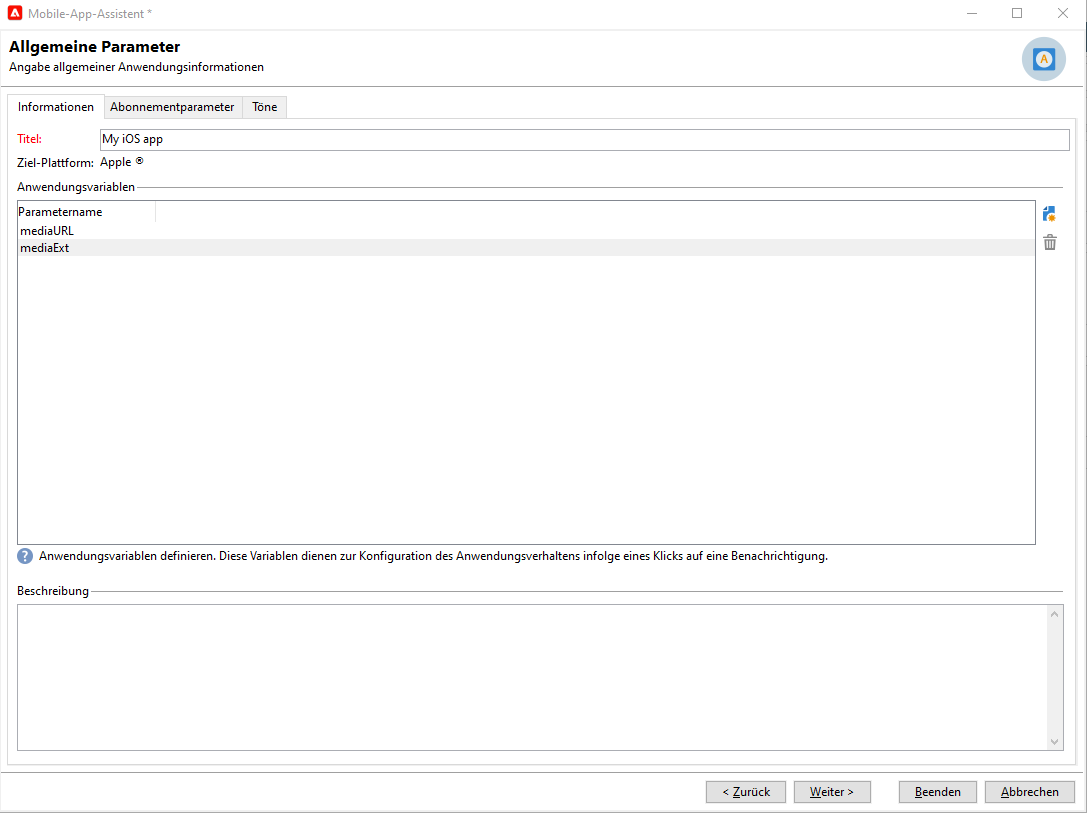 Mobile-App-Assistent *
Allgemeine Parameter
Angabe allgemeiner Anwendungsinformationen
Informationen Abonnementparameter Töne
Titel: My iOS app
Ziel-Plattform: Apple ®
Anwendungsvariablen
Parametername
mediaURL
mediaExt
? Anwendungsvariablen definieren. Diese Variablen dienen zur Konfiguration des Anwendungsverhaltens infolge eines Klicks auf eine Benachrichtigung.
Beschreibung
< Zurück Weiter > Beenden Abbrechen